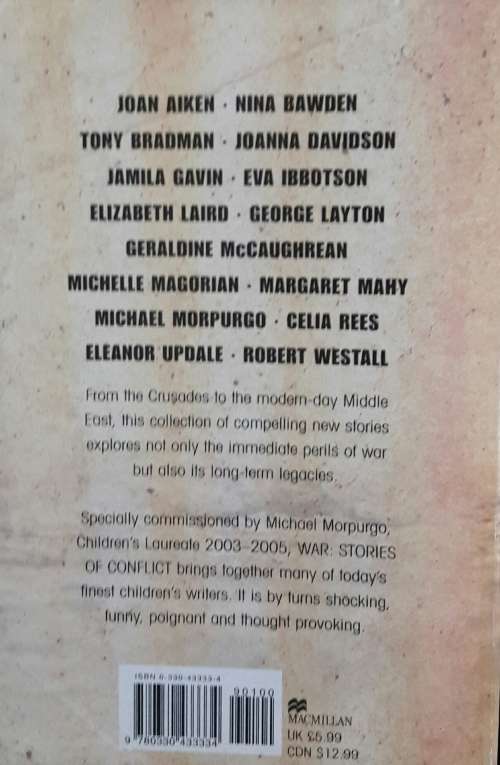 JOAN AIKEN · NINA BAWDEN
TONY BRADMAN · JOANNA DAVIDSON
JAMILA GAVIN · EVA IBBOTSON
ELIZABETH LAIRD · GEORGE LAYTON
GERALDINE McCAUGHREAN
MICHELLE MAGORIAN · MARGARET MAHY
MICHAEL MORPURGO · CELIA REES
ELEANOR UPDALE · ROBERT WESTALL
From the Crusades to the modern-day Middle
East, this collection of compelling new stories
explores not only the immediate perils of war
but also its long-term legacies.
Specially commissioned by Michael Morpurgo,
Children's Laureate 2003–2005, WAR: STORIES
OF CONFLICT brings together many of today's
finest children's writers. It is by turns shocking,
funny, poignant and thought provoking.
ISBN 0-330-43333-4
90100
9 780330 433334
MACMILLAN
UK £5.99
CDN $12.99